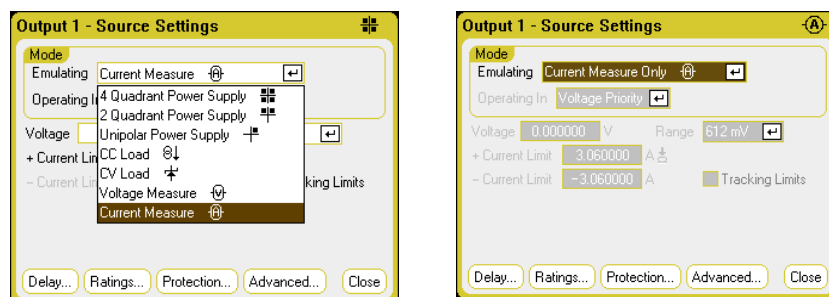 Output 1 - Source Settings
Mode
Emulating Current Measure
Operating I
4 Quadrant Power Supply
2 Quadrant Power Supply
Unipolar Power Supply
CC Load
CV Load
Voltage Measure
Current Measure
Voltage
+ Current Lim
- Current Lim
king Limits
Delay... Ratings... Protection... Advanced... Close
Output 1 - Source Settings
Mode
Emulating Current Measure Only
Operating In Voltage Priority
Voltage 0.000000 V Range 612 mV
+ Current Limit 3.060000 A
- Current Limit -3.060000 A Tracking Limits
Delay... Ratings... Protection... Advanced... Close